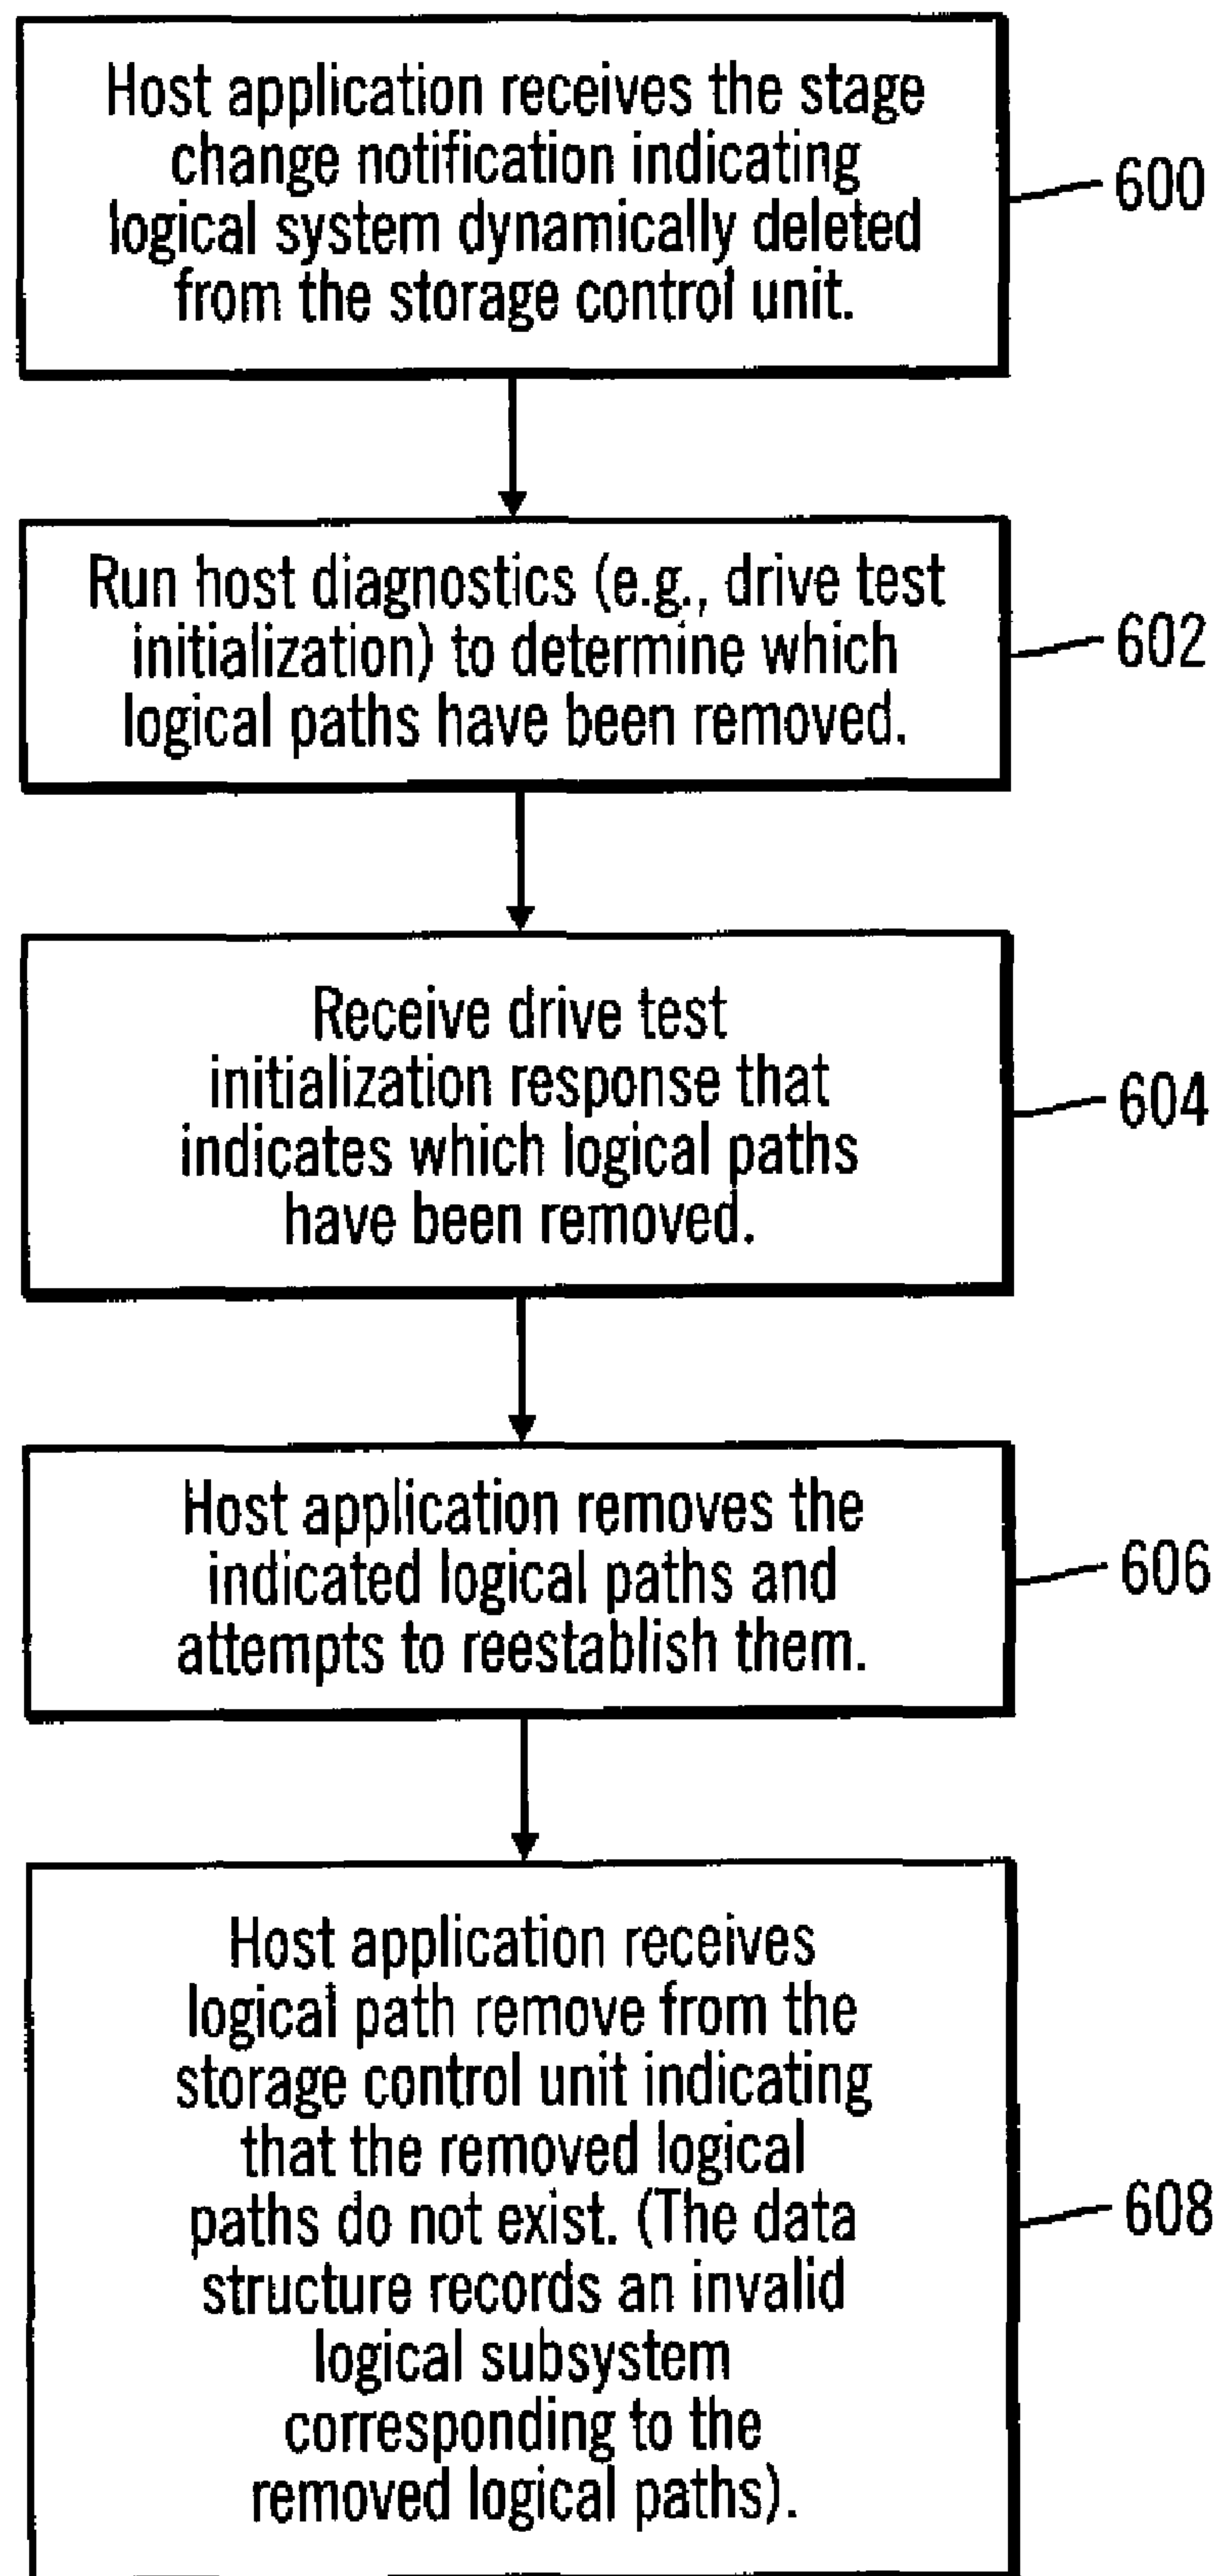 Host application receives the stage
change notification indicating
logical system dynamically deleted
from the storage control unit.
600
Run host diagnostics (e.g., drive test
initialization) to determine which
logical paths have been removed.
602
Receive drive test
initialization response that
indicates which logical paths
have been removed.
604
Host application removes the
indicated logical paths and
attempts to reestablish them.
606
Host application receives
logical path remove from the
storage control unit indicating
that the removed logical
paths do not exist. (The data
structure records an invalid
logical subsystem
corresponding to the
removed logical paths).
608